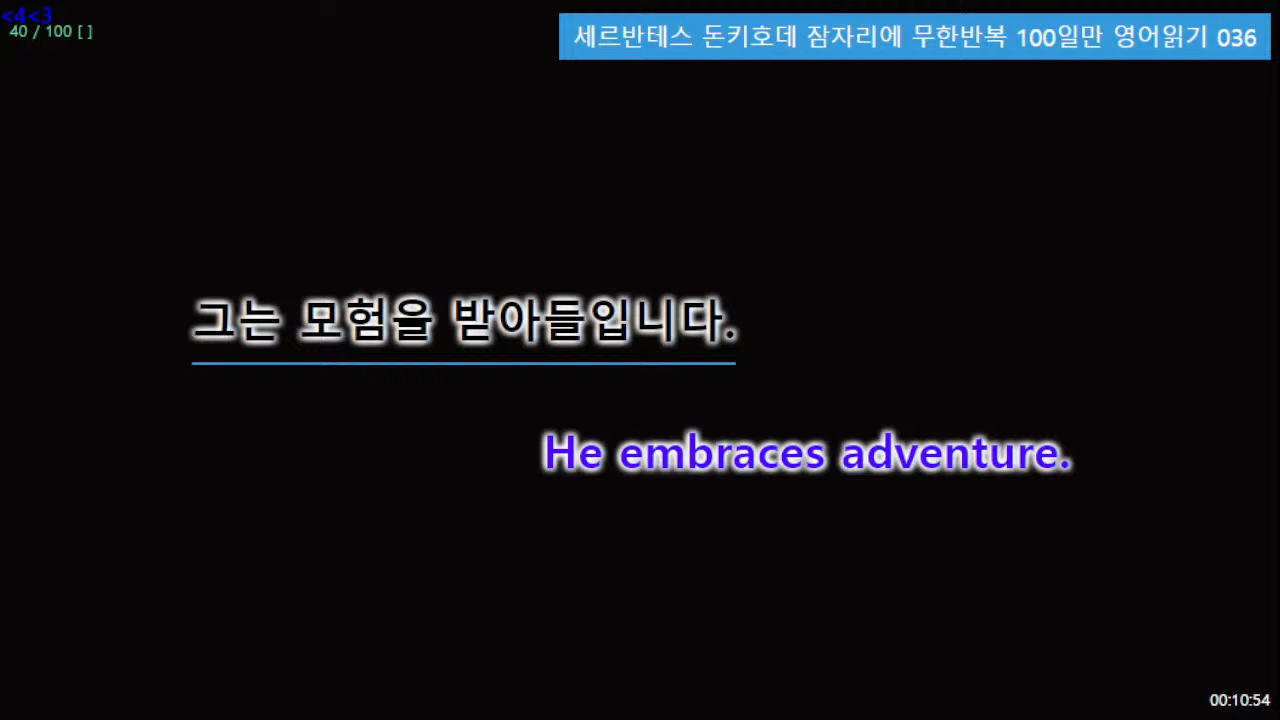 <4<3
40 / 100 [ ]
세르반테스 돈키호데 잠자리에 무한반복 100일만 영어읽기 036
그는 모험을 받아들입니다.
He embraces adventure.
00:10:54